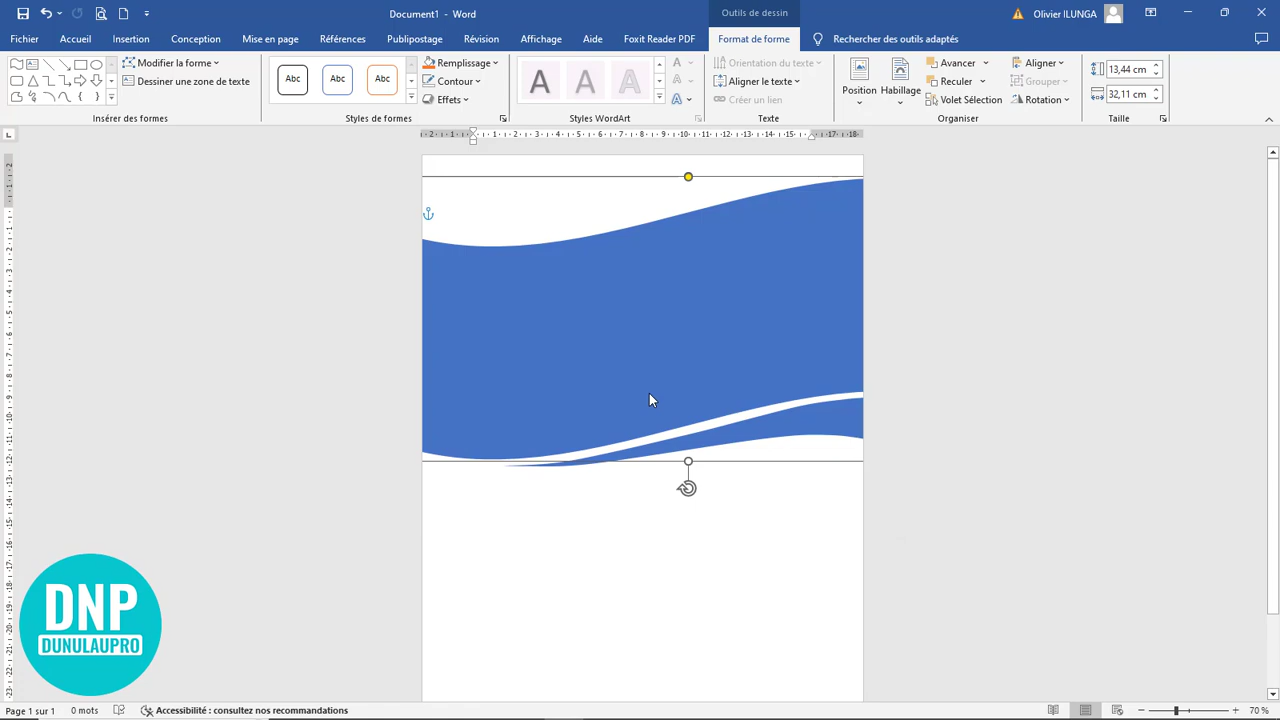 Document1 - Word
Outils de dessin
Olivier ILUNGA
Fichier Accueil Insertion Conception Mise en page Références Publipostage Révision Affichage Aide Foxit Reader PDF Format de forme Rechercher des outils adaptés
Modifier la forme
Dessiner une zone de texte
Insérer des formes
Abc Abc Abc
Remplissage
Contour
Effets
Styles de formes
A A A
A
A
A
Styles WordArt
Orientation du texte
Aligner le texte
Créer un lien
Texte
Position
Habillage
Avancer
Reculer
Volet Sélection
Aligner
Grouper
Rotation
Organiser
13,44 cm
32,11 cm
Taille
DNP
DUNULAUPRO
Page 1 sur 1 0 mots Accessibilité : consultez nos recommandations 70 %